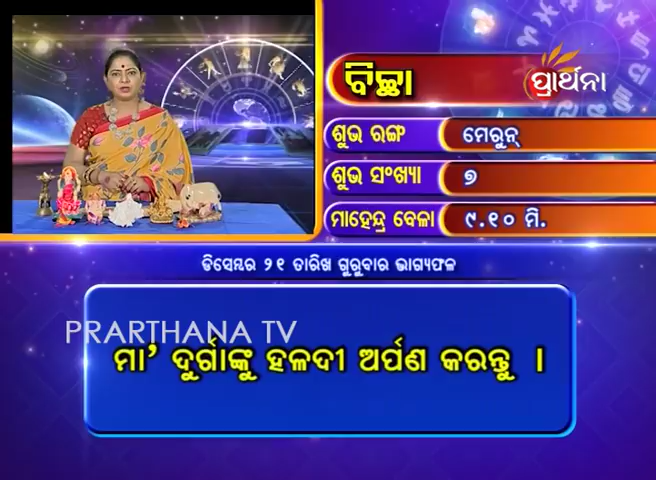 ବିଚ୍ଛା
ପ୍ରାର୍ଥନା
ଶୁଭ ରଙ୍ଗ ମେରୁନ୍
ଶୁଭ ସଂଖ୍ୟା ୭
ମାହେନ୍ଦ୍ର ବେଳା ୯.୧୦ ମି.
ଡିସେମ୍ବର ୨୧ ତାରିଖ ଗୁରୁବାର ଭାଗ୍ୟଫଳ
PRARTHANA TV
ମା’ ଦୁର୍ଗାଙ୍କୁ ହଳଦୀ ଅର୍ପଣ କରନ୍ତୁ ।